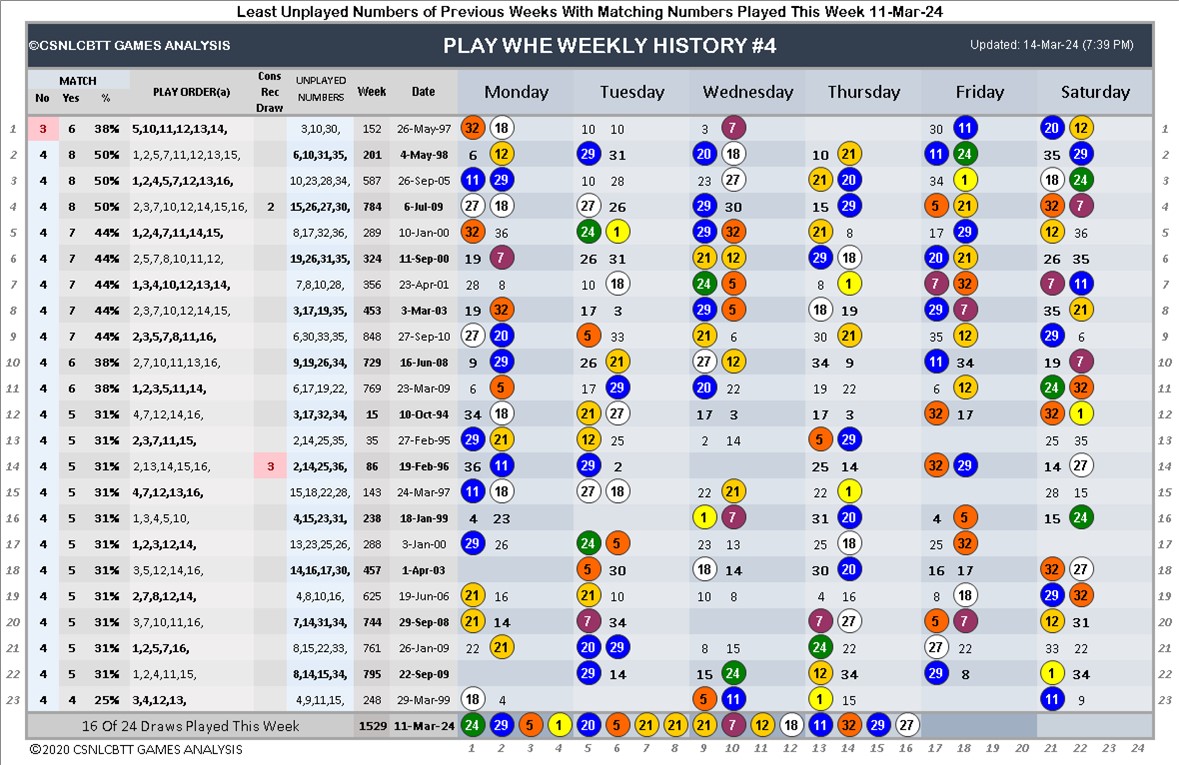 Least Unplayed Numbers of Previous Weeks With Matching Numbers Played This Week 11-Mar-24
©CSNLCBTT GAMES ANALYSIS PLAY WHE WEEKLY HISTORY #4 Updated: 14-Mar-24 (7:39 PM)
MATCH PLAY ORDER(a) Cons Rec Draw UNPLAYED NUMBERS Week Date Monday Tuesday Wednesday Thursday Friday Saturday
No Yes %
1 3 6 38% 5,10,11,12,13,14, 3,10,30, 152 26-May-97 32 18 10 10 3 7 30 11 20 12 1
2 4 8 50% 1,2,5,7,11,12,13,15, 6,10,31,35, 201 4-May-98 6 12 29 31 20 18 10 21 11 24 35 29 2
3 4 8 50% 1,2,4,5,7,12,13,16, 10,23,28,34, 587 26-Sep-05 11 29 10 28 23 27 21 20 34 1 18 24 3
4 4 8 50% 2,3,7,10,12,14,15,16, 2 15,26,27,30, 784 6-Jul-09 27 18 27 26 29 30 15 29 5 21 32 7 4
5 4 7 44% 1,2,4,7,11,14,15, 8,17,32,36, 289 10-Jan-00 32 36 24 1 29 32 21 8 17 29 12 36 5
6 4 7 44% 2,5,7,8,10,11,12, 19,26,31,35, 324 11-Sep-00 19 7 26 31 21 12 29 18 20 21 26 35 6
7 4 7 44% 1,3,4,10,12,13,14, 7,8,10,28, 356 23-Apr-01 28 8 10 18 24 5 8 1 7 32 7 11 7
8 4 7 44% 2,3,7,10,12,14,15, 3,17,19,35, 453 3-Mar-03 19 32 17 3 29 5 18 19 29 7 35 21 8
9 4 7 44% 2,3,5,7,8,11,16, 6,30,33,35, 848 27-Sep-10 27 20 5 33 21 6 30 21 35 12 29 6 9
10 4 6 38% 2,7,10,11,13,16, 9,19,26,34, 729 16-Jun-08 9 29 26 21 27 12 34 9 11 34 19 7 10
11 4 6 38% 1,2,3,5,11,14, 6,17,19,22, 769 23-Mar-09 6 5 17 29 20 22 19 22 6 12 24 32 11
12 4 5 31% 4,7,12,14,16, 3,17,32,34, 15 10-Oct-94 34 18 21 27 17 3 17 3 32 17 32 1 12
13 4 5 31% 2,3,7,11,15, 2,14,25,35, 35 27-Feb-95 29 21 12 25 2 14 5 29 25 35 13
14 4 5 31% 2,13,14,15,16, 3 2,14,25,36, 86 19-Feb-96 36 11 29 2 25 14 32 29 14 27 14
15 4 5 31% 4,7,12,13,16, 15,18,22,28, 143 24-Mar-97 11 18 27 18 22 21 22 1 28 15 15
16 4 5 31% 1,3,4,5,10, 4,15,23,31, 238 18-Jan-99 4 23 1 7 31 20 4 5 15 24 16
17 4 5 31% 1,2,3,12,14, 13,23,25,26, 288 3-Jan-00 29 26 24 5 23 13 25 18 25 32 17
18 4 5 31% 3,5,12,14,16, 14,16,17,30, 457 1-Apr-03 5 30 18 14 30 20 16 17 32 27 18
19 4 5 31% 2,7,8,12,14, 4,8,10,16, 625 19-Jun-06 21 16 21 10 10 8 4 16 8 18 29 32 19
20 4 5 31% 3,7,10,11,16, 7,14,31,34, 744 29-Sep-08 21 14 7 34 7 27 5 7 12 31 20
21 4 5 31% 1,2,5,7,16, 8,15,22,33, 761 26-Jan-09 22 21 20 29 8 15 24 22 27 22 33 22 21
22 4 5 31% 1,2,4,11,15, 8,14,15,34, 795 22-Sep-09 29 14 15 24 12 34 29 8 1 34 22
23 4 4 25% 3,4,12,13, 4,9,11,15, 248 29-Mar-99 18 4 5 11 1 15 11 9 23
16 Of 24 Draws Played This Week 1529 11-Mar-24 24 29 5 1 20 5 21 21 21 7 12 18 11 32 29 27
©2020 CSNLCBTT GAMES ANALYSIS 1 2 3 4 5 6 7 8 9 10 11 12 13 14 15 16 17 18 19 20 21 22 23 24